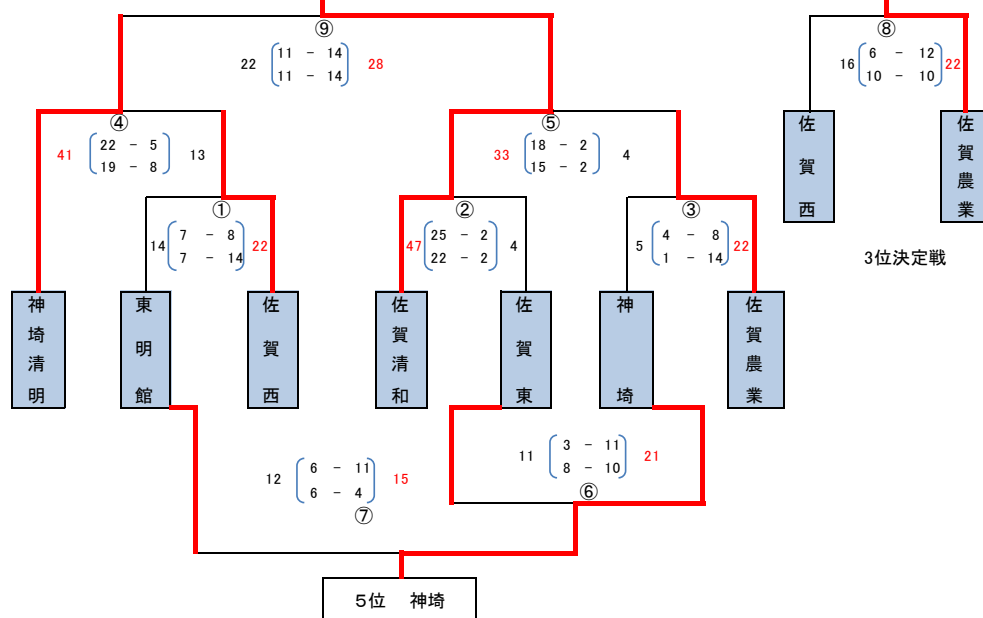 ⑨
22 11 - 14 28
11 - 14
⑧
16 6 - 12 22
10 - 10
佐賀西
佐賀農業
3位決定戦
④
41 22 - 5 13
19 - 8
⑤
33 18 - 2 4
15 - 2
①
14 7 - 8 22
7 - 14
②
47 25 - 2 4
22 - 2
③
5 4 - 8 22
1 - 14
神埼清明
東明館
佐賀西
佐賀清和
佐賀東
神埼
佐賀農業
11 3 - 11 21
8 - 10
⑥
12 6 - 11 15
6 - 4
⑦
5位 神埼